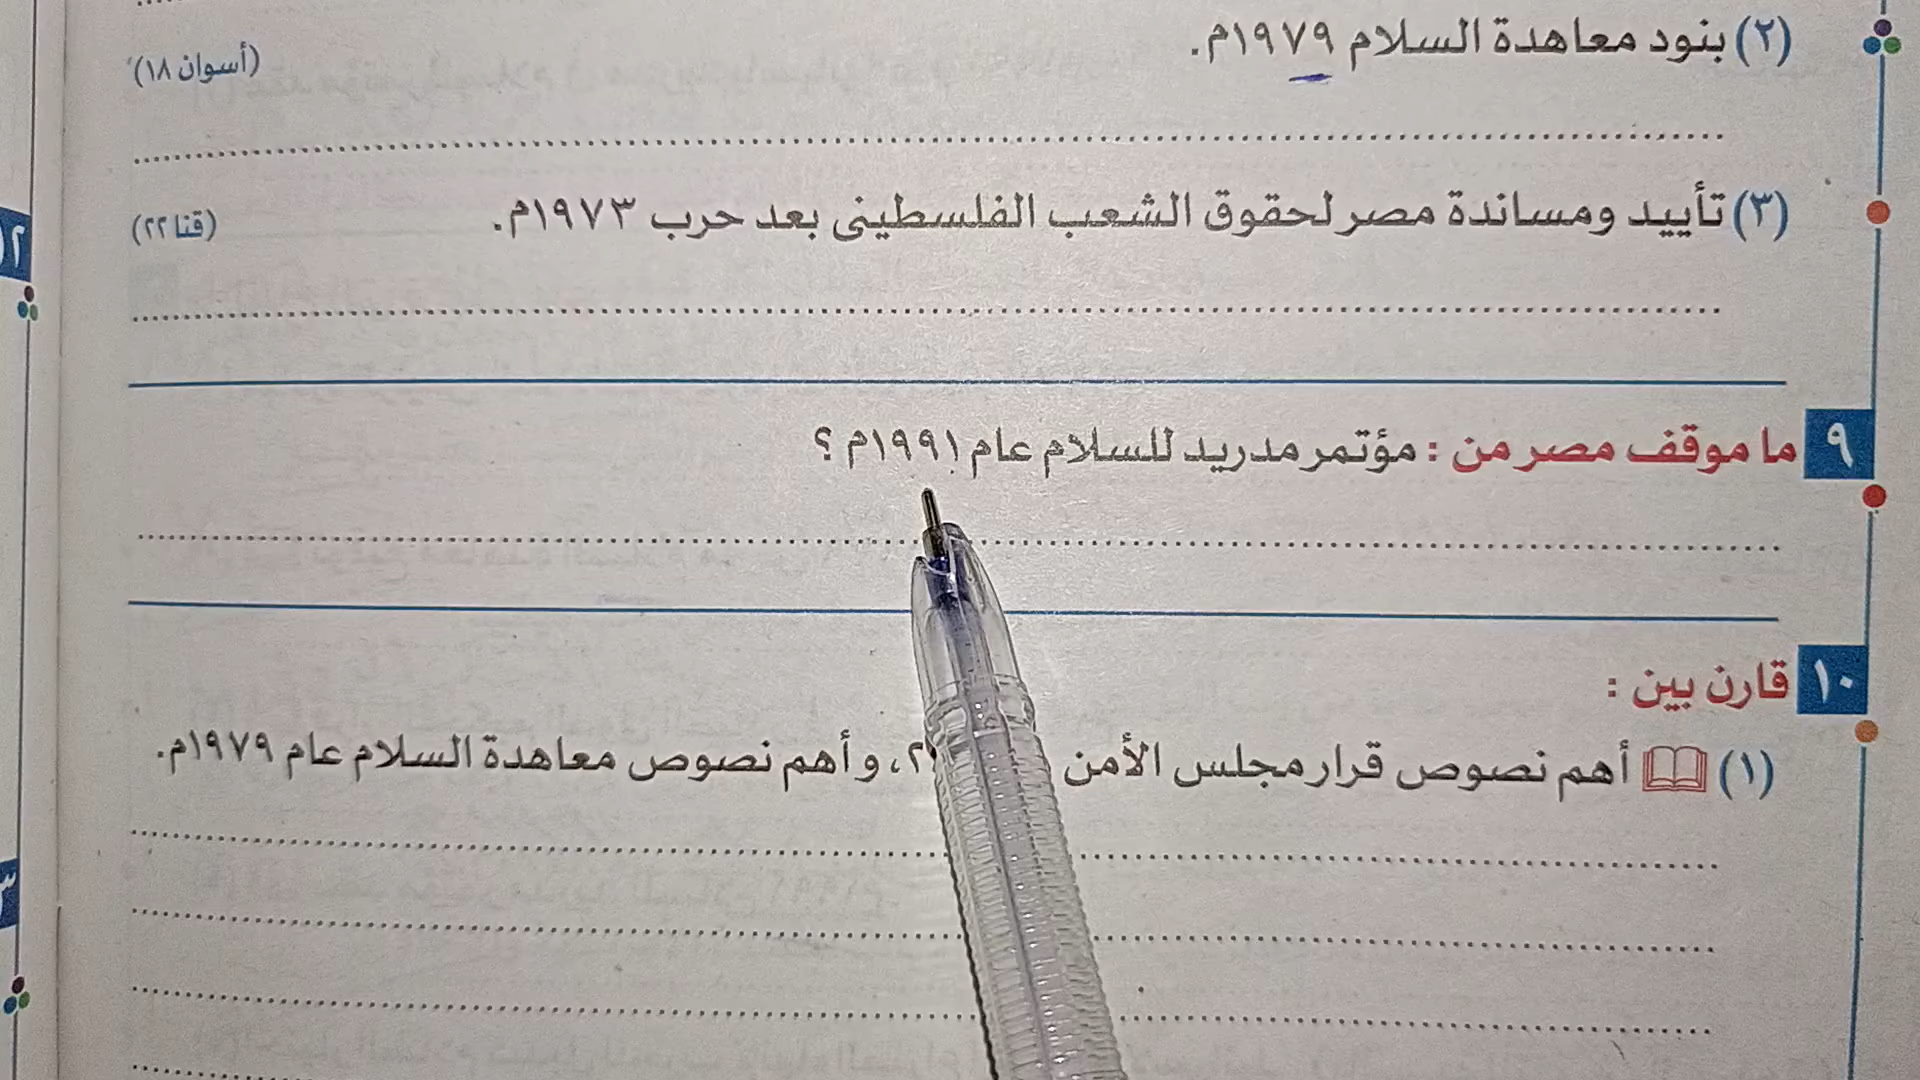 (٢) بنود معاهدة السلام ١٩٧٩م. (أسوان ١٨)
(٣) تأييد ومساندة مصر لحقوق الشعب الفلسطينى بعد حرب ١٩٧٣م. (قنا ٢٢)
٩ ما موقف مصر من : مؤتمر مدريد للسلام عام ١٩٩١م ؟
١٠ قارن بين :
(١) أهم نصوص قرار مجلس الأمن ، وأهم نصوص معاهدة السلام عام ١٩٧٩م.